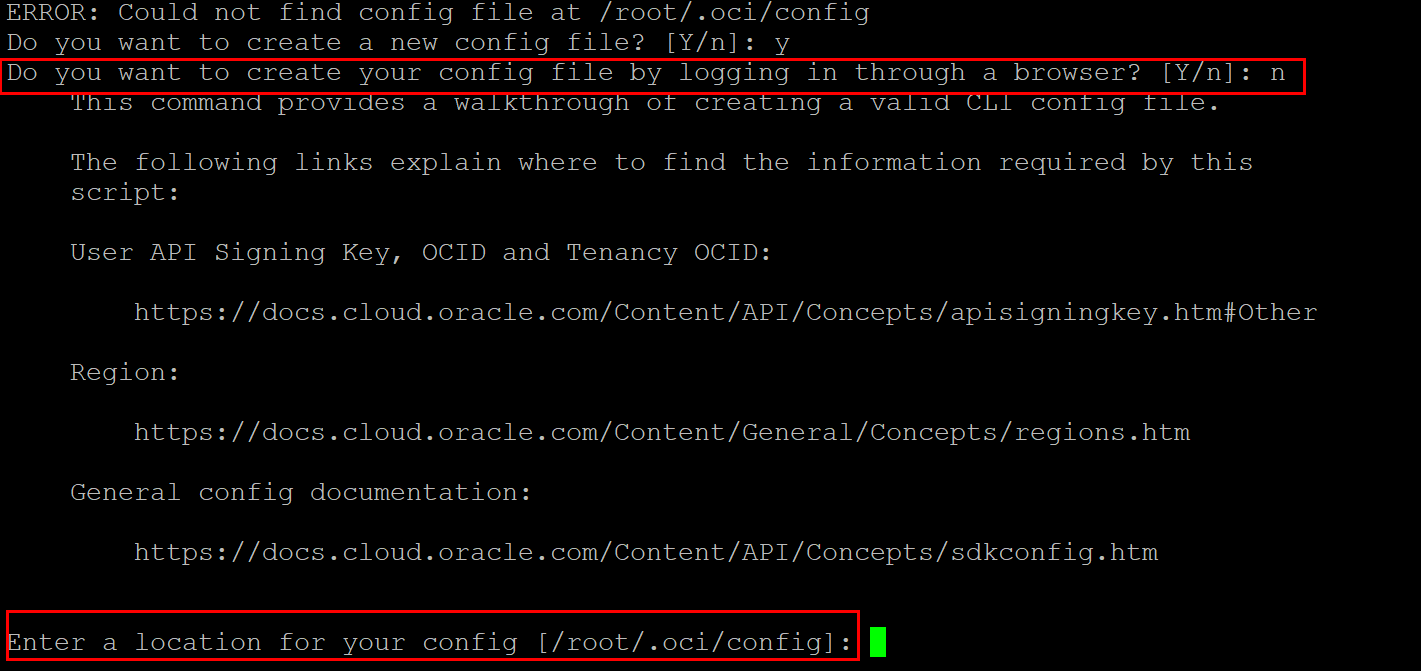 ERROR: Could not find config file at /root/.oci/config
Do you want to create a new config file? [Y/n]: y
Do you want to create your config file by logging in through a browser? [Y/n]: n
This command provides a walkthrough of creating a valid CLI config file.
The following links explain where to find the information required by this
script:
User API Signing Key, OCID and Tenancy OCID:
https://docs.cloud.oracle.com/Content/API/Concepts/apisigningkey.htm#Other
Region:
https://docs.cloud.oracle.com/Content/General/Concepts/regions.htm
General config documentation:
https://docs.cloud.oracle.com/Content/API/Concepts/sdkconfig.htm
Enter a location for your config [/root/.oci/config]: